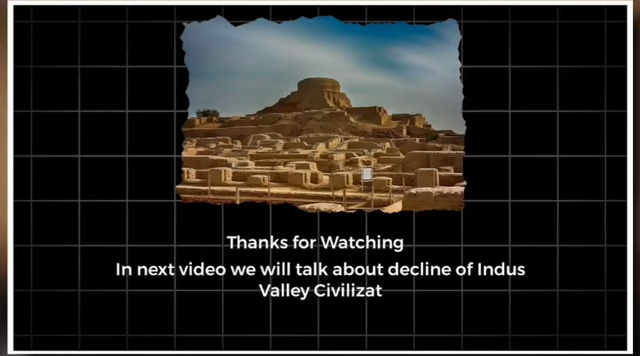 Thanks for Watching
In next video we will talk about decline of Indus
Valley Civilizat